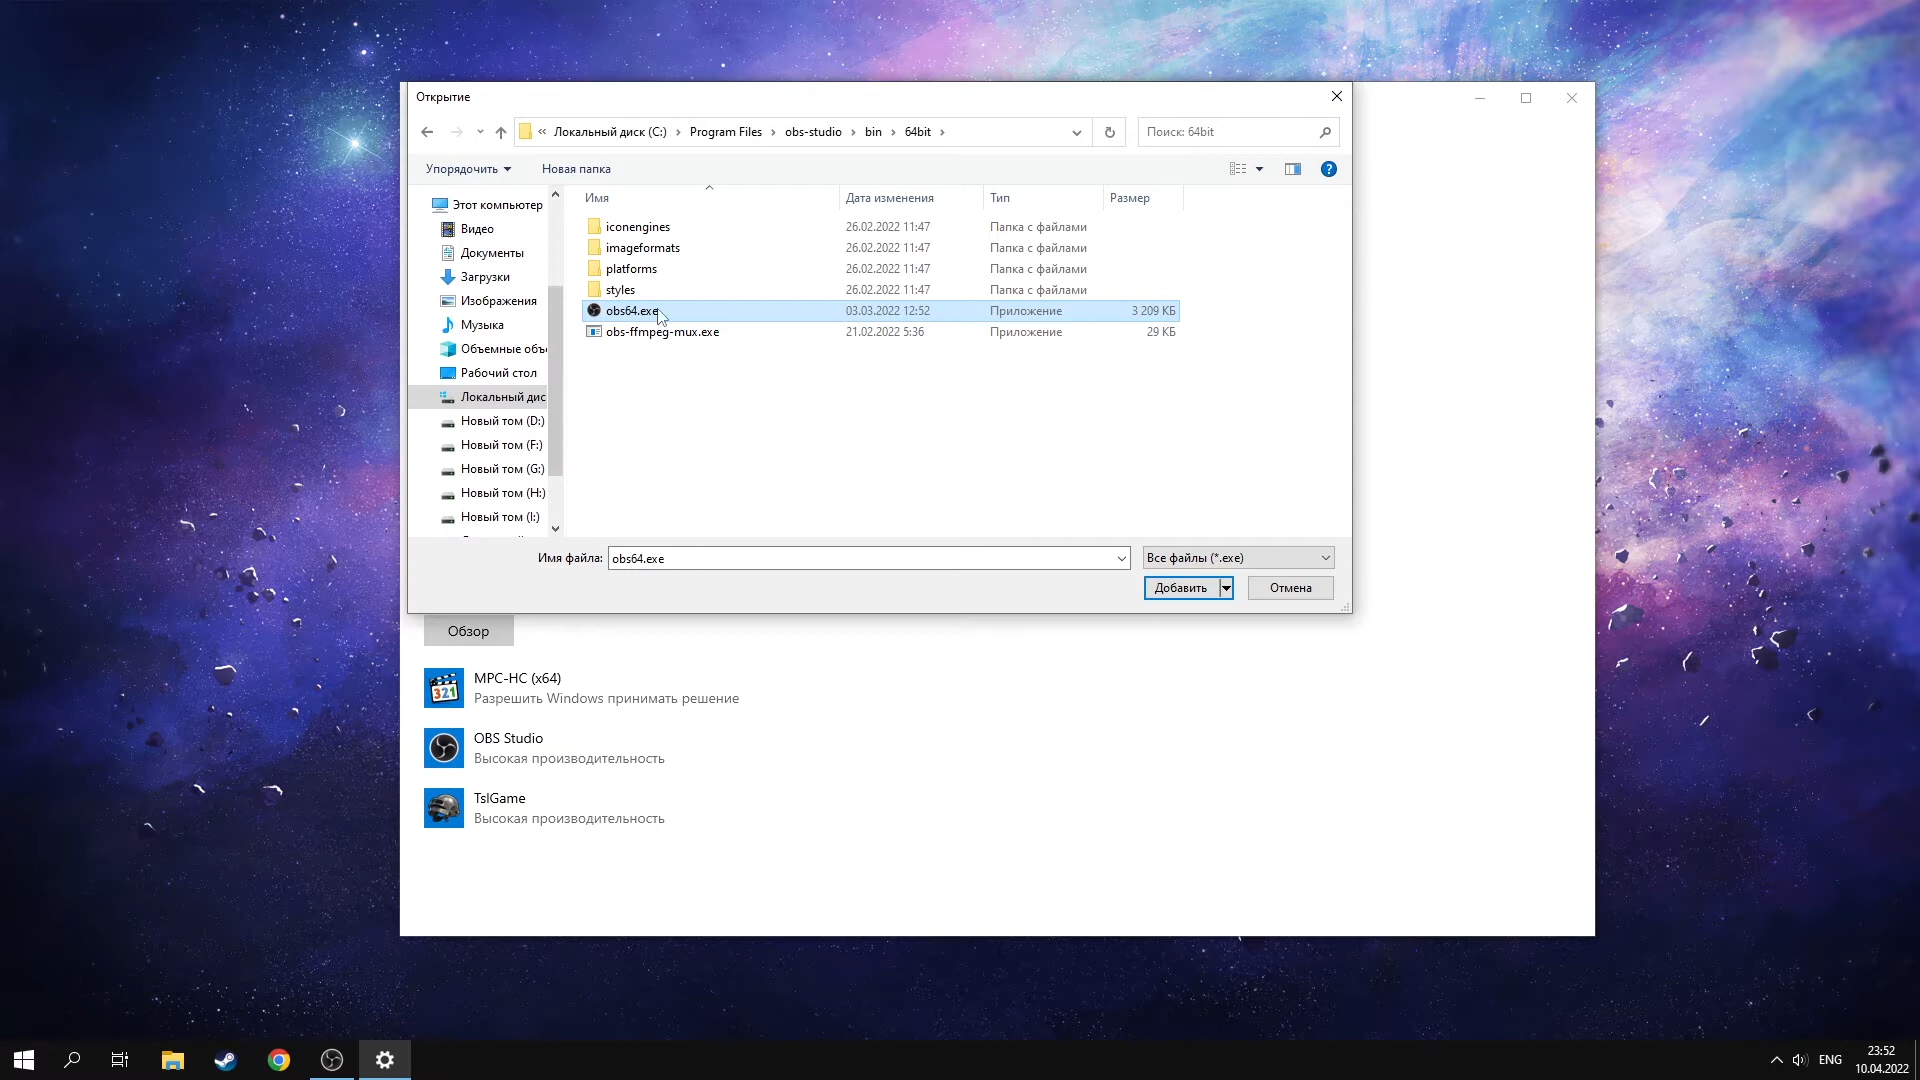 Открытие
« Локальный диск (C:) › Program Files › obs-studio › bin › 64bit ›
Поиск: 64bit
Упорядочить
Новая папка
Имя
Дата изменения
Тип
Размер
Этот компьютер
Видео
Документы
Загрузки
Изображения
Музыка
Объемные объ
Рабочий стол
Локальный дис
Новый том (D:)
Новый том (F:)
Новый том (G:)
Новый том (H:)
Новый том (I:)
iconengines 26.02.2022 11:47 Папка с файлами
imageformats 26.02.2022 11:47 Папка с файлами
platforms 26.02.2022 11:47 Папка с файлами
styles 26.02.2022 11:47 Папка с файлами
obs64.exe 03.03.2022 12:52 Приложение 3 209 КБ
obs-ffmpeg-mux.exe 21.02.2022 5:36 Приложение 29 КБ
Имя файла: obs64.exe
Все файлы (*.exe)
Добавить
Отмена
Обзор
321
MPC-HC (x64)
Разрешить Windows принимать решение
OBS Studio
Высокая производительность
TslGame
Высокая производительность
ENG
23:52
10.04.2022